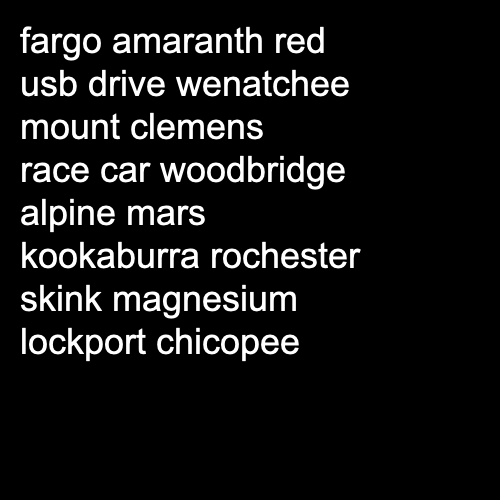 fargo amaranth red
usb drive wenatchee
mount clemens
race car woodbridge
alpine mars
kookaburra rochester
skink magnesium
lockport chicopee